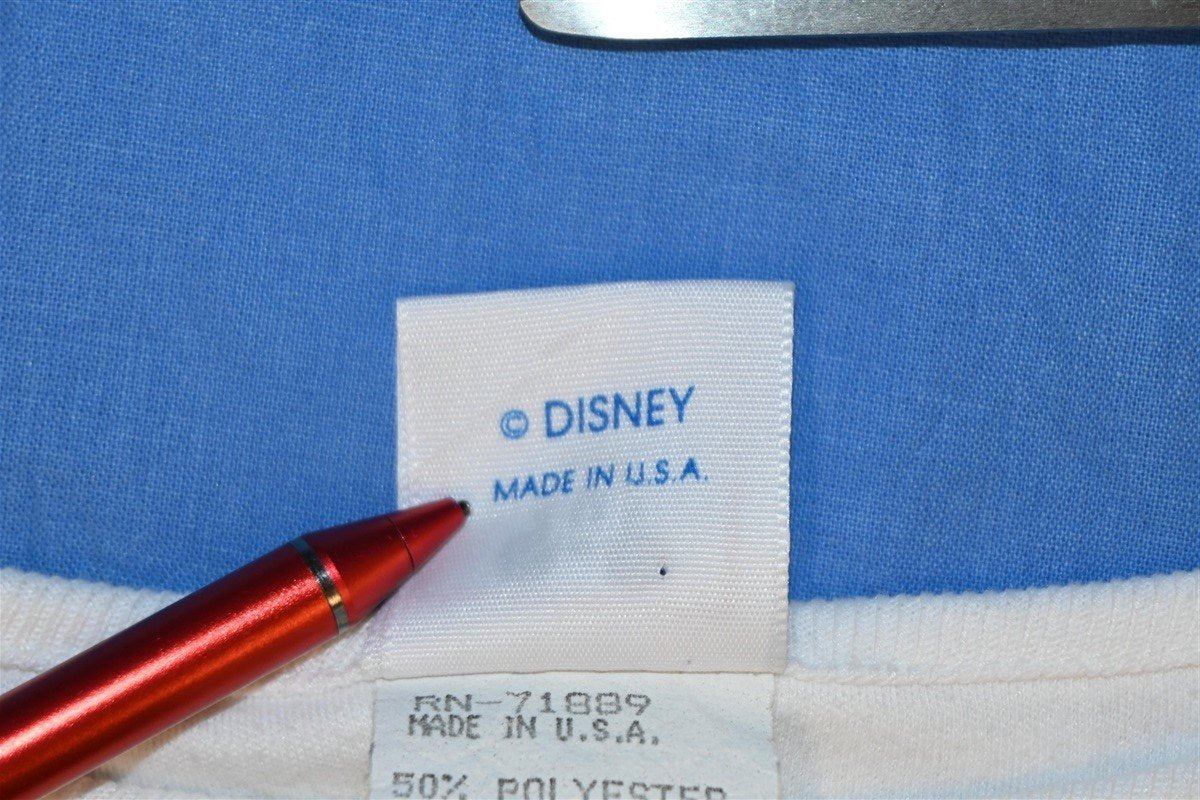 © DISNEY
MADE IN U.S.A.
RN-71889
MADE IN U.S.A.
50% POLYESTER